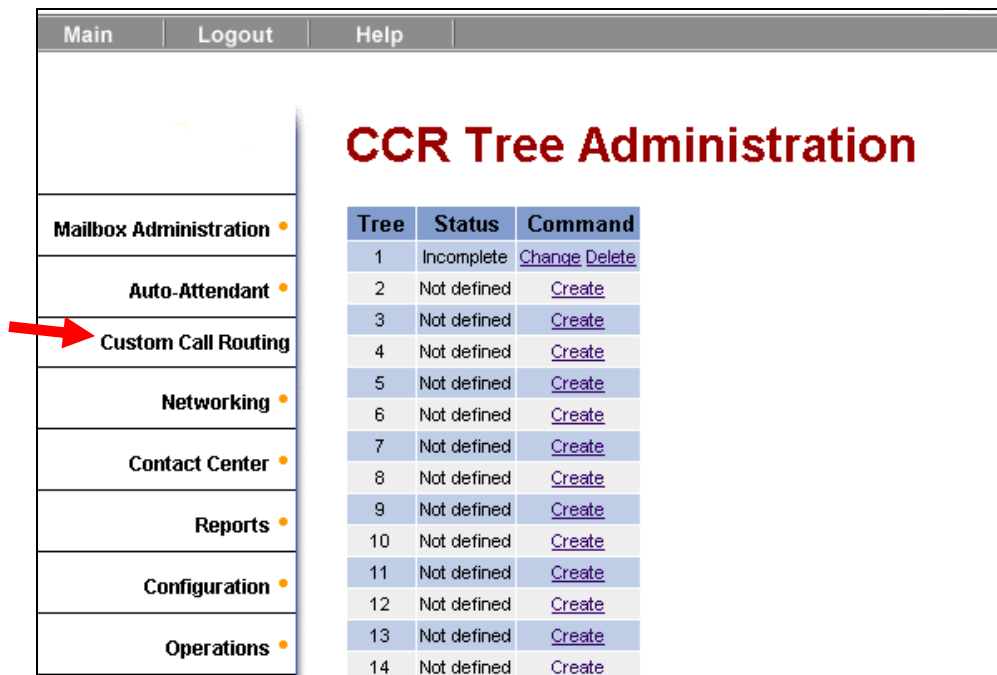 Main Logout Help
CCR Tree Administration
Mailbox Administration
Auto-Attendant
Custom Call Routing
Networking
Contact Center
Reports
Configuration
Operations
Tree Status Command
1 Incomplete Change Delete
2 Not defined Create
3 Not defined Create
4 Not defined Create
5 Not defined Create
6 Not defined Create
7 Not defined Create
8 Not defined Create
9 Not defined Create
10 Not defined Create
11 Not defined Create
12 Not defined Create
13 Not defined Create
14 Not defined Create